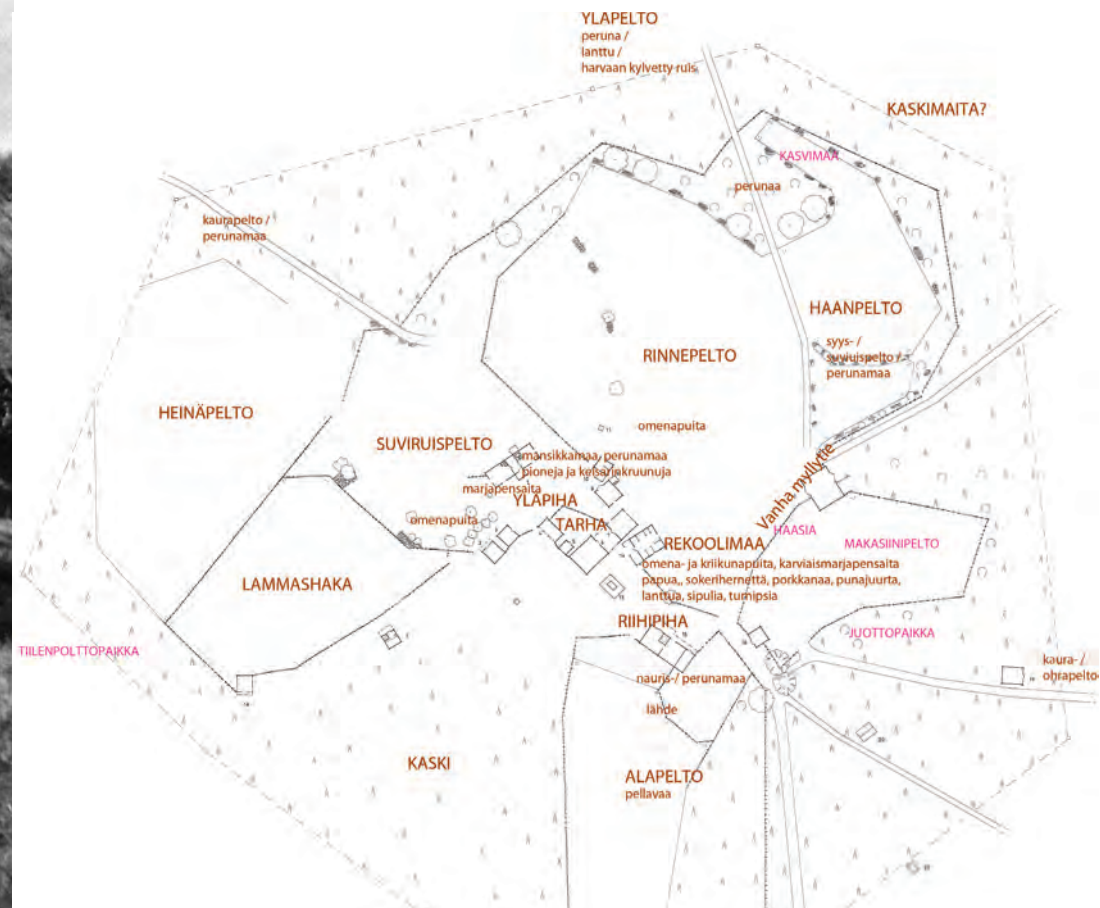 YLÄPELTO
peruna /
lanttu /
harvaan kylvetty ruis
KASKIMAITA?
KASVIMAA
perunaa
kaurapelto /
perunamaa
HAANPELTO
syys- /
suviuispelto /
perunamaa
RINNEPELTO
HEINÄPELTO
omenapuita
SUVIRUISPELTO
mansikkamaa, perunamaa
pioneja ja keisarinkruunuja
marjapensaita
YLÄPIHA
omenapuita
TARHA
Vanha myllytie
HAASIA
REKOOLIMAA
MAKASIINIPELTO
omena- ja kriikunapuita, karviaismarjapensaita
papua,, sokerihernettä, porkkanaa, punajuurta,
lanttua, sipulia, turnipsia
LAMMASHAKA
RIIHIPIHA
JUOTTOPAIKKA
TIILENPOLTTOPAIKKA
kaura- /
ohrapelto
nauris-/ perunamaa
lähde
KASKI
ALAPELTO
pellavaa